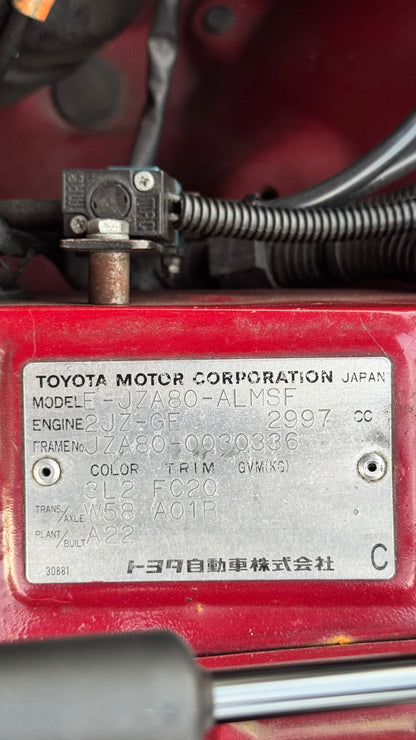 MAC
TOYOTA MOTOR CORPORATION JAPAN
MODEL E-JZA80-ALMSF
ENGINE 2JZ-GE 2997 CC
FRAME No. JZA80-0030336
COLOR TRIM GVM(KG)
3L2 FC20
TRANS./AXLE W58 A01B
PLANT/BUILT A22
30881 トヨタ自動車株式会社 C